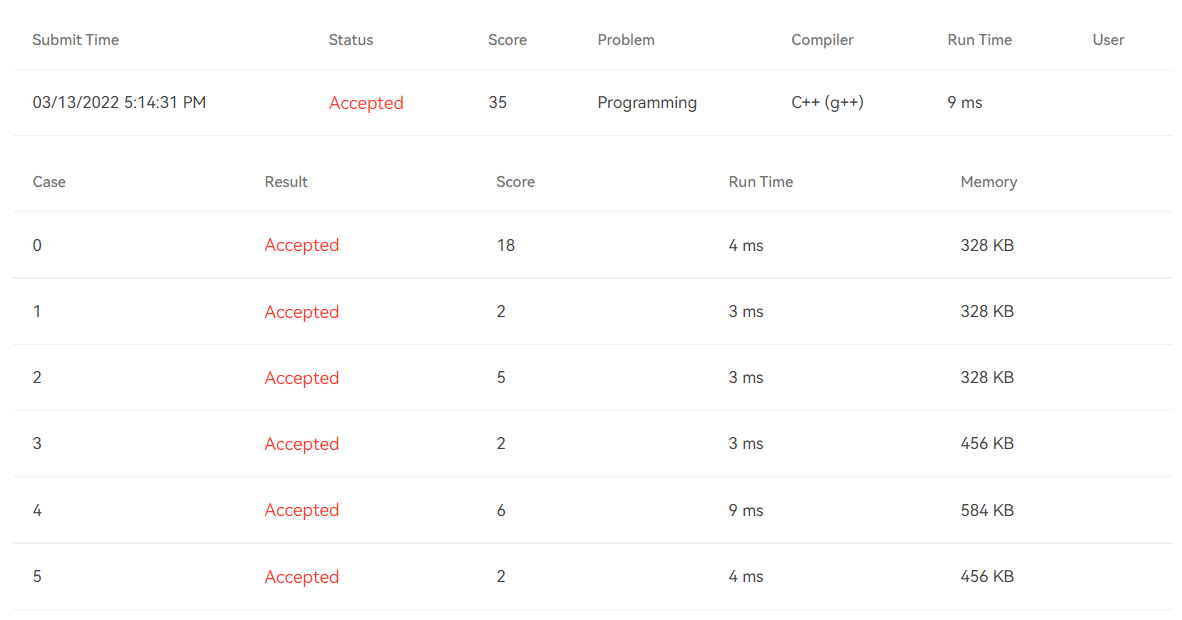 Submit Time Status Score Problem Compiler Run Time User
03/13/2022 5:14:31 PM Accepted 35 Programming C++ (g++) 9 ms
Case Result Score Run Time Memory
0 Accepted 18 4 ms 328 KB
1 Accepted 2 3 ms 328 KB
2 Accepted 5 3 ms 328 KB
3 Accepted 2 3 ms 456 KB
4 Accepted 6 9 ms 584 KB
5 Accepted 2 4 ms 456 KB